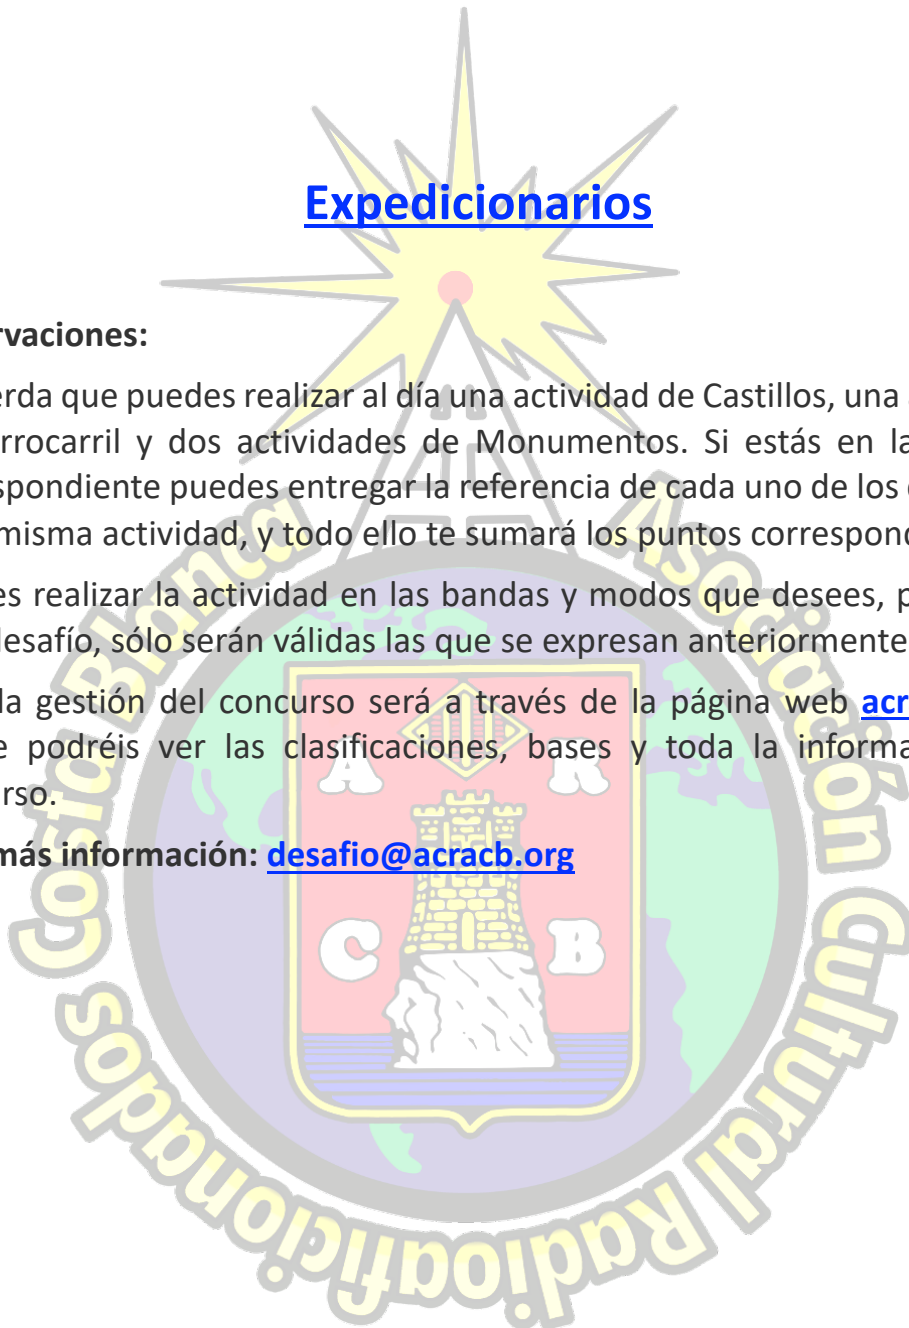 Expedicionarios
rvaciones:
erda que puedes realizar al día una actividad de Castillos, una
rrocarril y dos actividades de Monumentos. Si estás en la
spondiente puedes entregar la referencia de cada uno de los
misma actividad, y todo ello te sumará los puntos correspond
es realizar la actividad en las bandas y modos que desees, p
desafío, sólo serán válidas las que se expresan anteriormente
la gestión del concurso será a través de la página web acr
e podréis ver las clasificaciones, bases y toda la informa
rso.
más información: desafio@acracb.org
Asociación Cultural Radioaficionados Costa Blanca
A R
C B